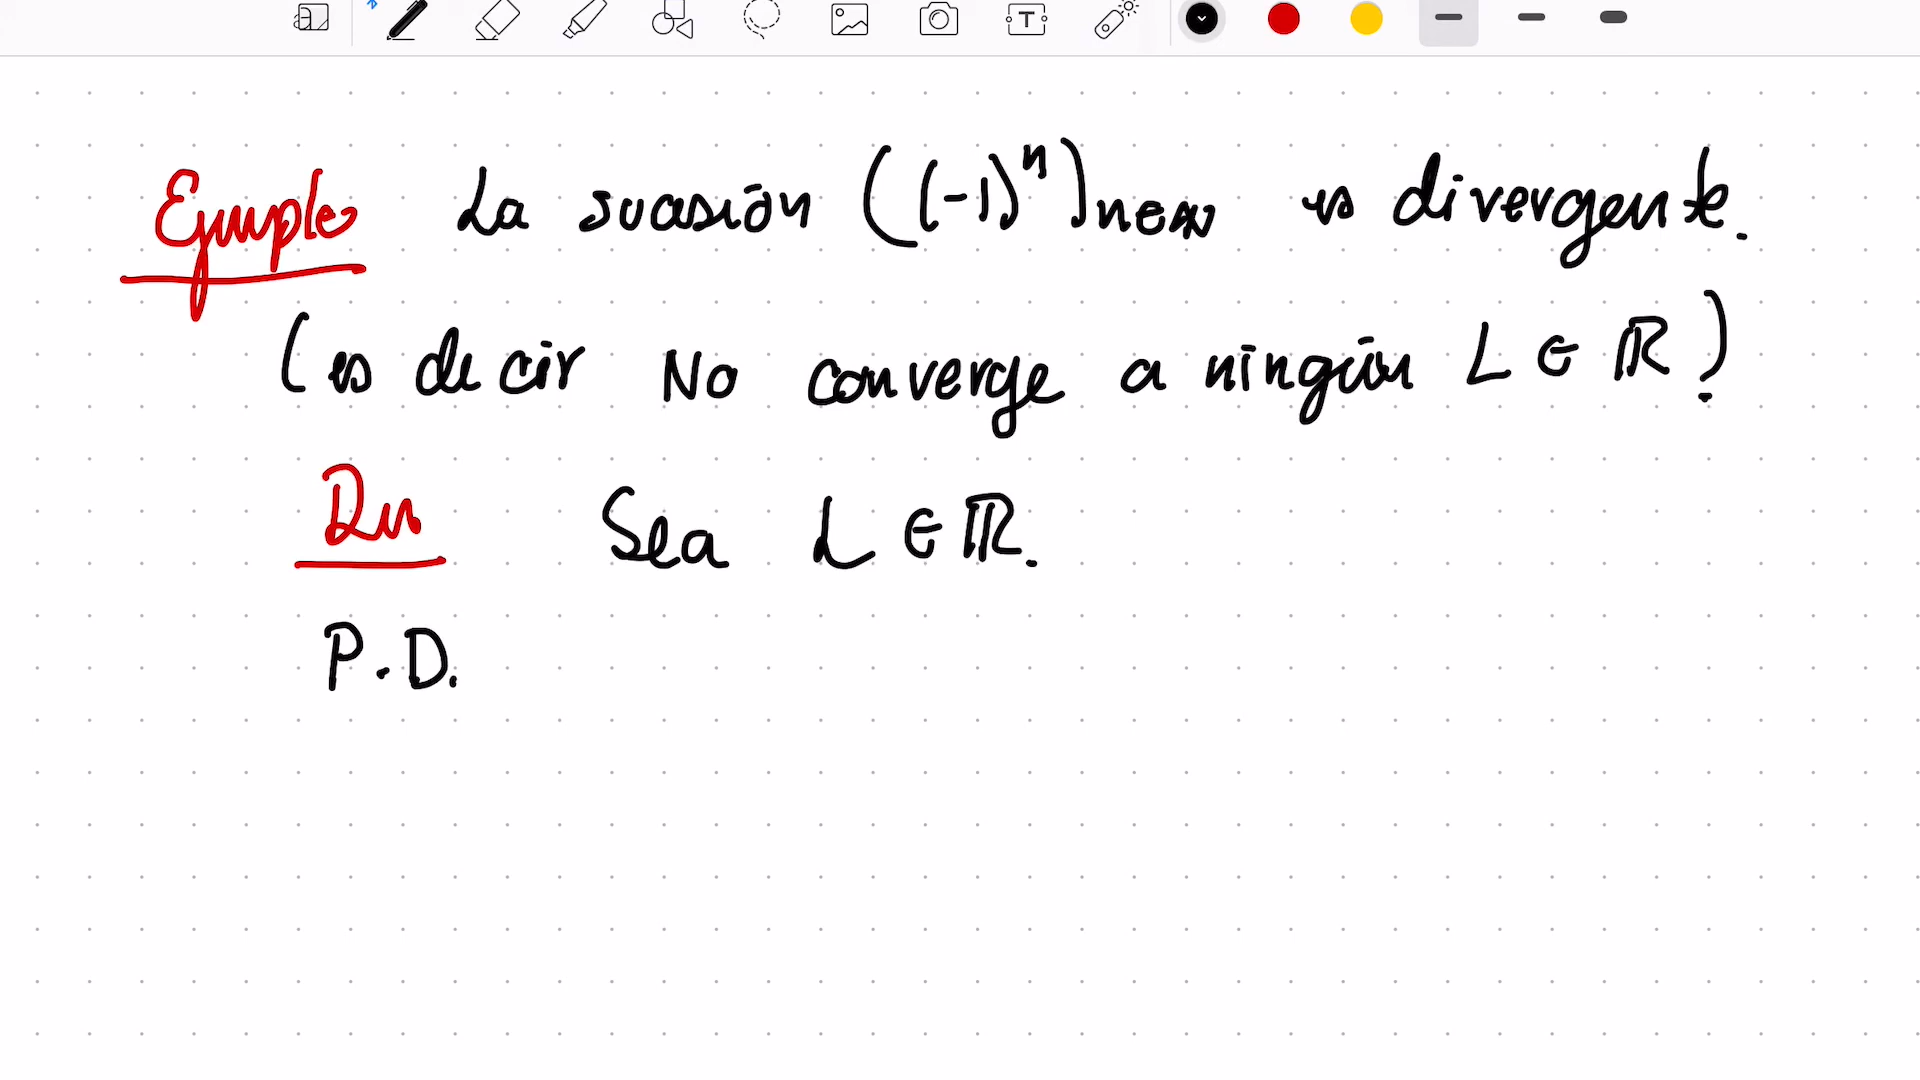 Ejemplo La sucesión ((-1)ⁿ)n∈ℕ es divergente.
(es decir No converge a ningún L ∈ ℝ).
Dm Sea L ∈ ℝ.
P.D.